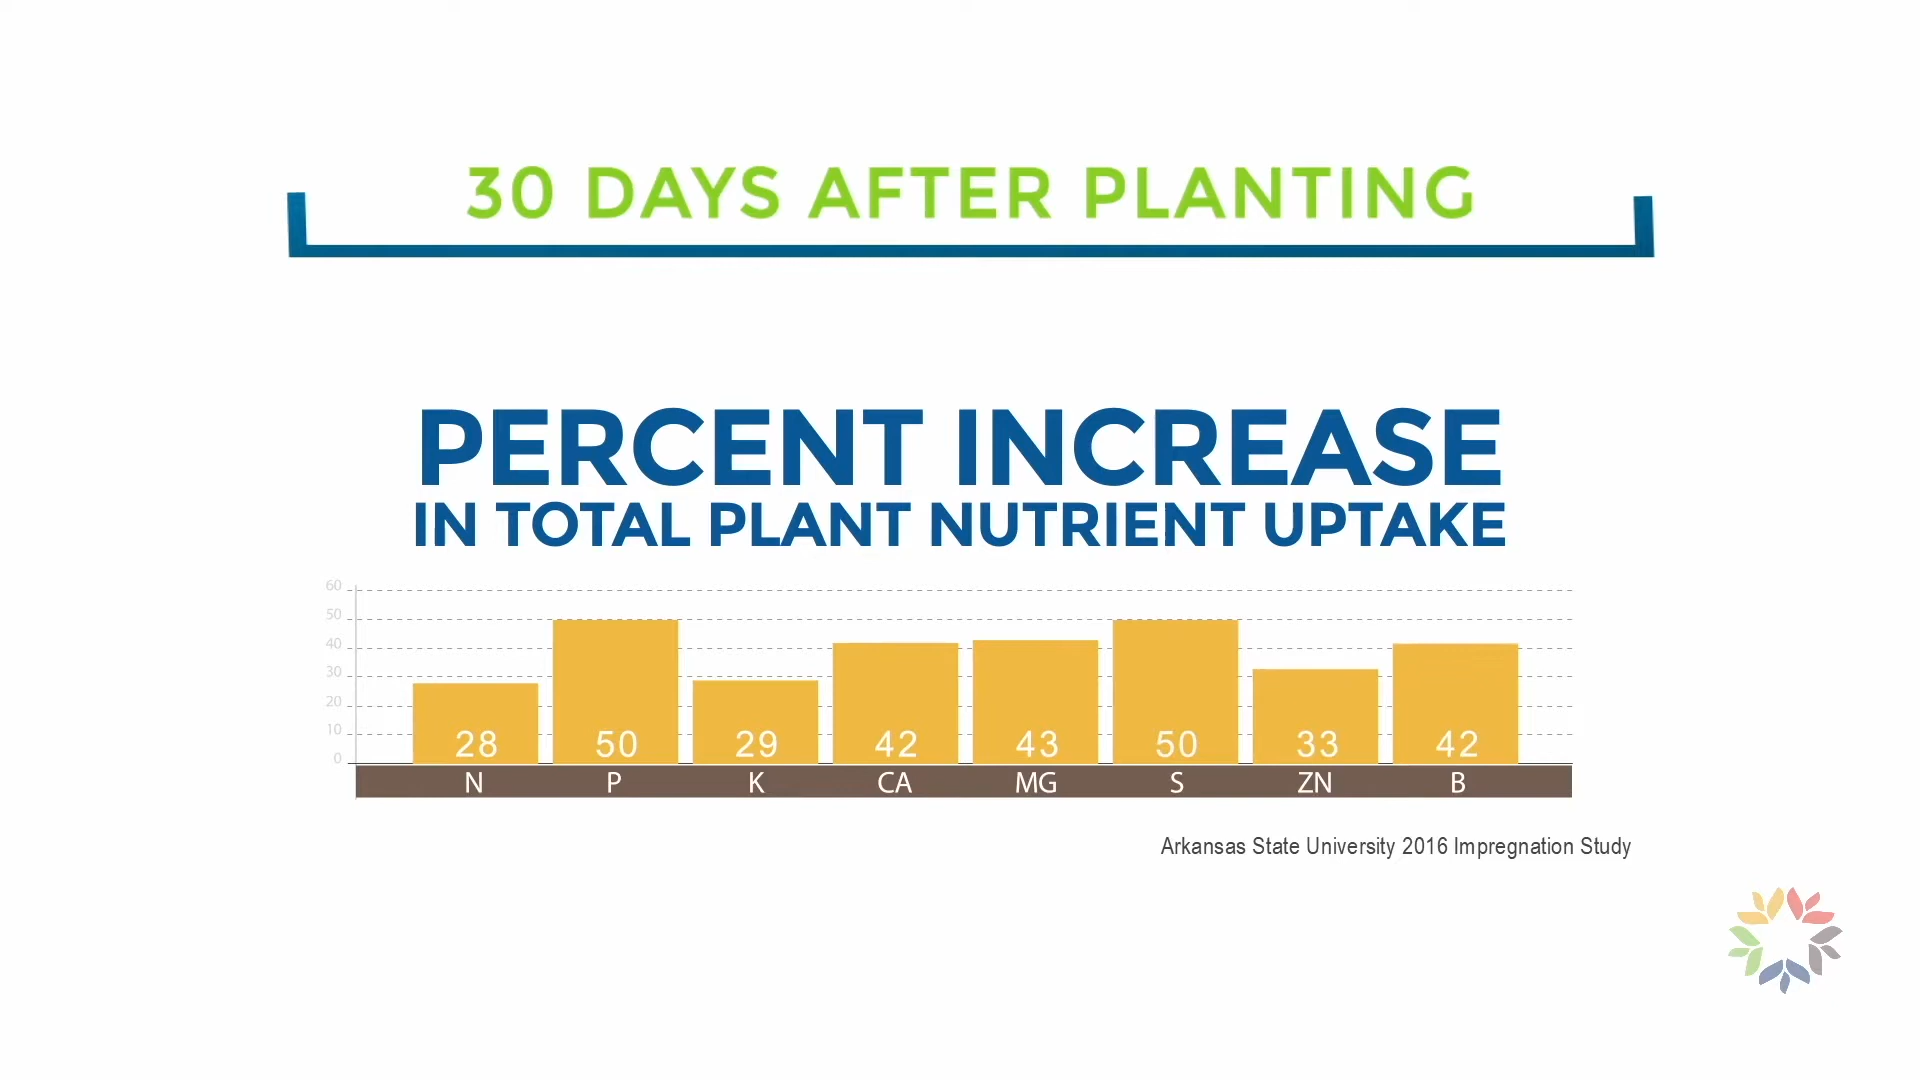 30 DAYS AFTER PLANTING
PERCENT INCREASE
IN TOTAL PLANT NUTRIENT UPTAKE
60
50
40
30
20
10
0
28 50 29 42 43 50 33 42
N P K CA MG S ZN B
Arkansas State University 2016 Impregnation Study